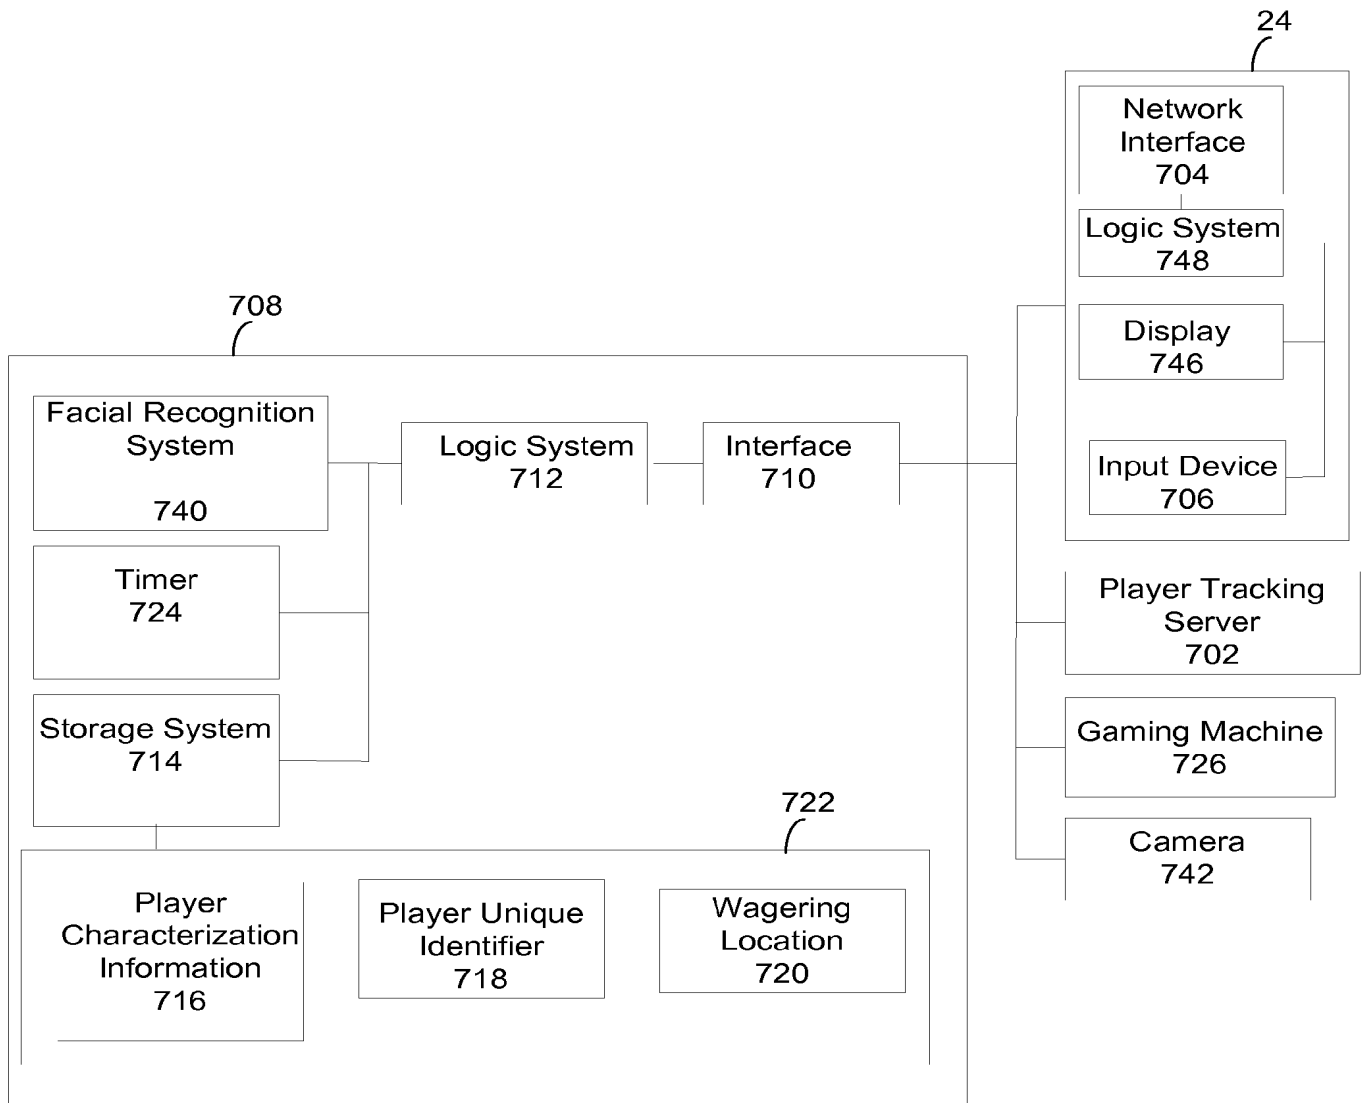 24
Network
Interface
704
Logic System
748
Display
746
Input Device
706
708
Facial Recognition
System
740
Logic System
712
Interface
710
Timer
724
Storage System
714
Player Tracking
Server
702
Gaming Machine
726
Camera
742
722
Player
Characterization
Information
716
Player Unique
Identifier
718
Wagering
Location
720